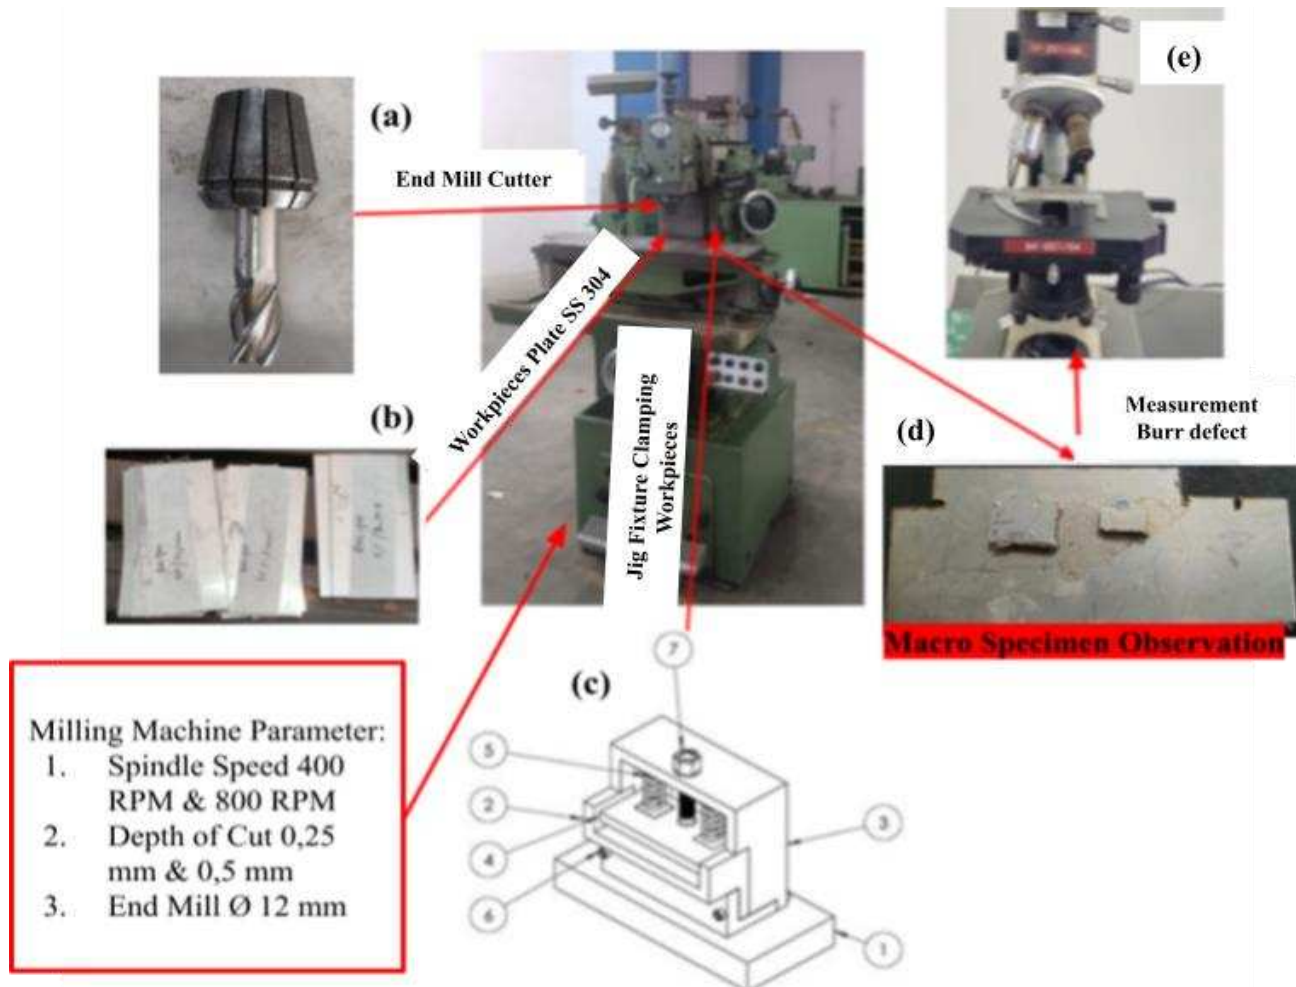 (a)
End Mill Cutter
(e)
Workpieces Plate SS 304
Jig Fixture Clamping
Workpieces
(b)
(d)
Measurement
Burr defect
Macro Specimen Observation
Milling Machine Parameter:
1. Spindle Speed 400
RPM & 800 RPM
2. Depth of Cut 0,25
mm & 0,5 mm
3. End Mill Ø 12 mm
(c)
7
5
2
4
6
3
1